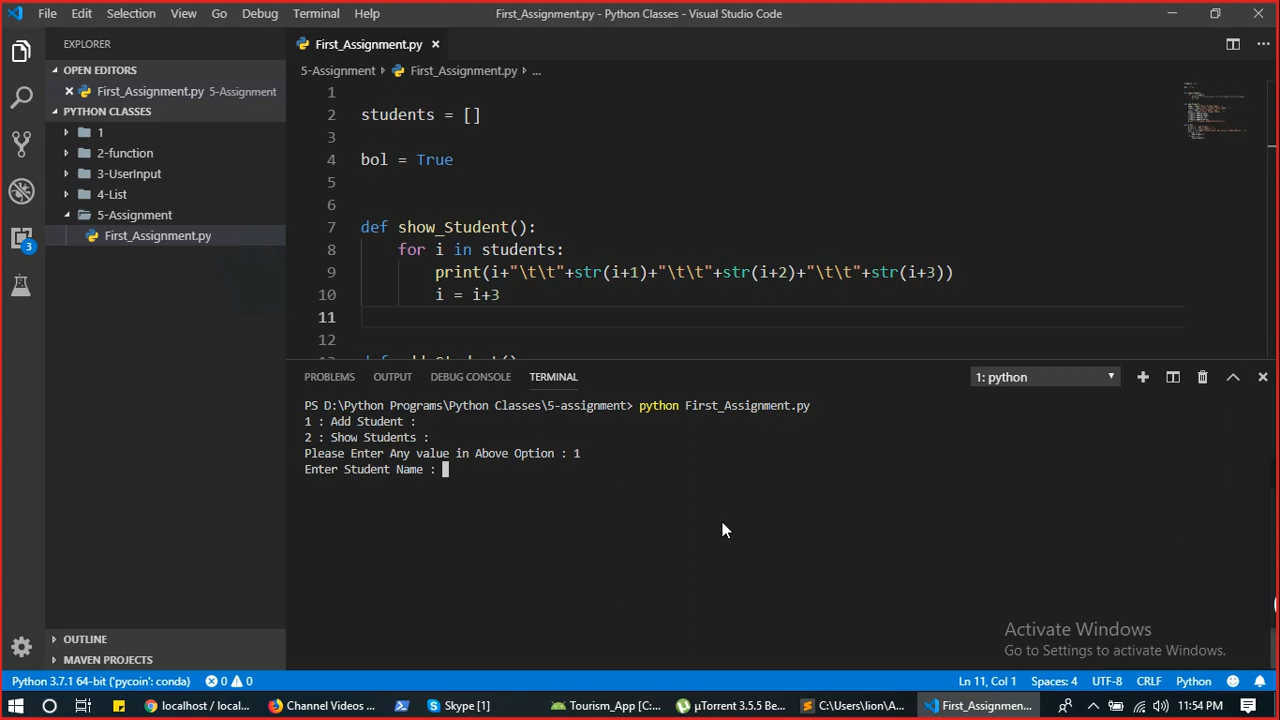 File Edit Selection View Go Debug Terminal Help First_Assignment.py - Python Classes - Visual Studio Code
EXPLORER
OPEN EDITORS
First_Assignment.py 5-Assignment
PYTHON CLASSES
1
2-function
3-UserInput
4-List
5-Assignment
First_Assignment.py
OUTLINE
MAVEN PROJECTS
3
First_Assignment.py
5-Assignment First_Assignment.py ...
1
2 students = []
3
4 bol = True
5
6
7 def show_Student():
8 for i in students:
9 print(i+"\t\t"+str(i+1)+"\t\t"+str(i+2)+"\t\t"+str(i+3))
10 i = i+3
11
12
PROBLEMS OUTPUT DEBUG CONSOLE TERMINAL 1: python
PS D:\Python Programs\Python Classes\5-assignment> python First_Assignment.py
1 : Add Student :
2 : Show Students :
Please Enter Any value in Above Option : 1
Enter Student Name :
Activate Windows
Go to Settings to activate Windows.
Python 3.7.1 64-bit ('pycoin': conda) 0 0 Ln 11, Col 1 Spaces: 4 UTF-8 CRLF Python
localhost / local... Channel Videos ... Skype [1] Tourism_App [C:... µTorrent 3.5.5 Be... C:\Users\lion\A... First_Assignmen... 11:54 PM